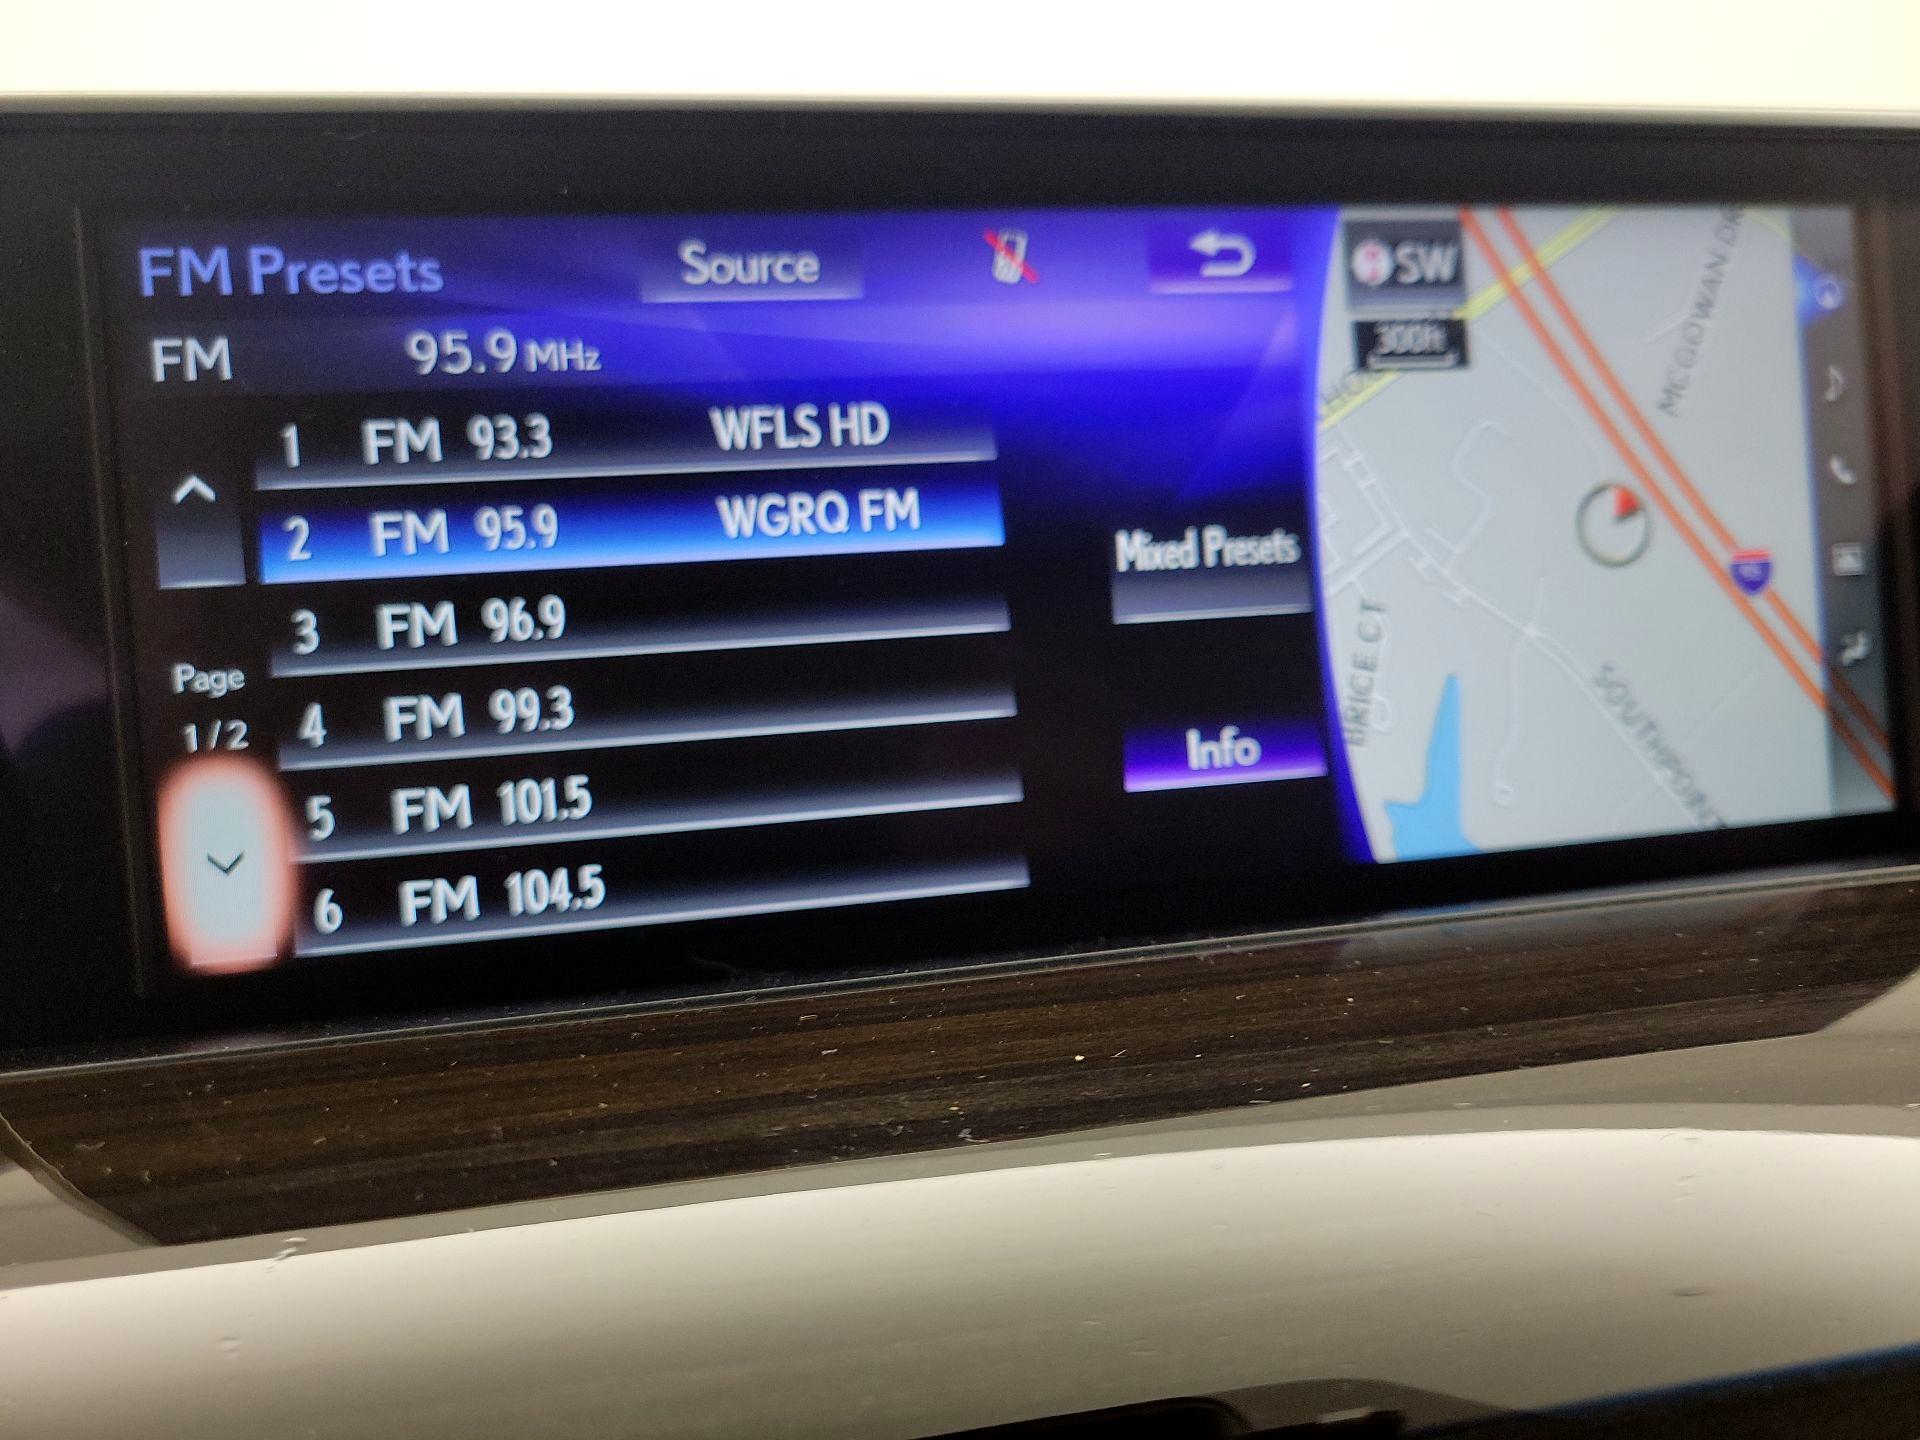 FM Presets Source
FM 95.9 MHz
1 FM 93.3 WFLS HD
2 FM 95.9 WGRQ FM
3 FM 96.9
4 FM 99.3
5 FM 101.5
6 FM 104.5
Page
1/2
Mixed Presets
Info
SW
300ft
MCGOWAN DR
BRICE CT
SOUTHPOINT